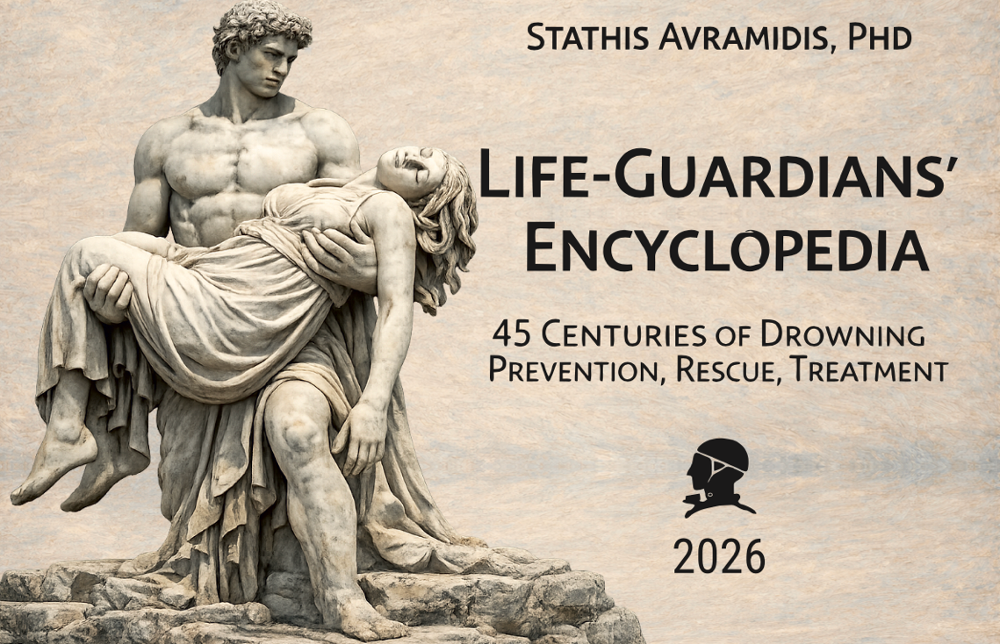 Stathis Avramidis, PhD
Life-Guardians’
Encyclopedia
45 Centuries of Drowning
Prevention, Rescue, Treatment
2026